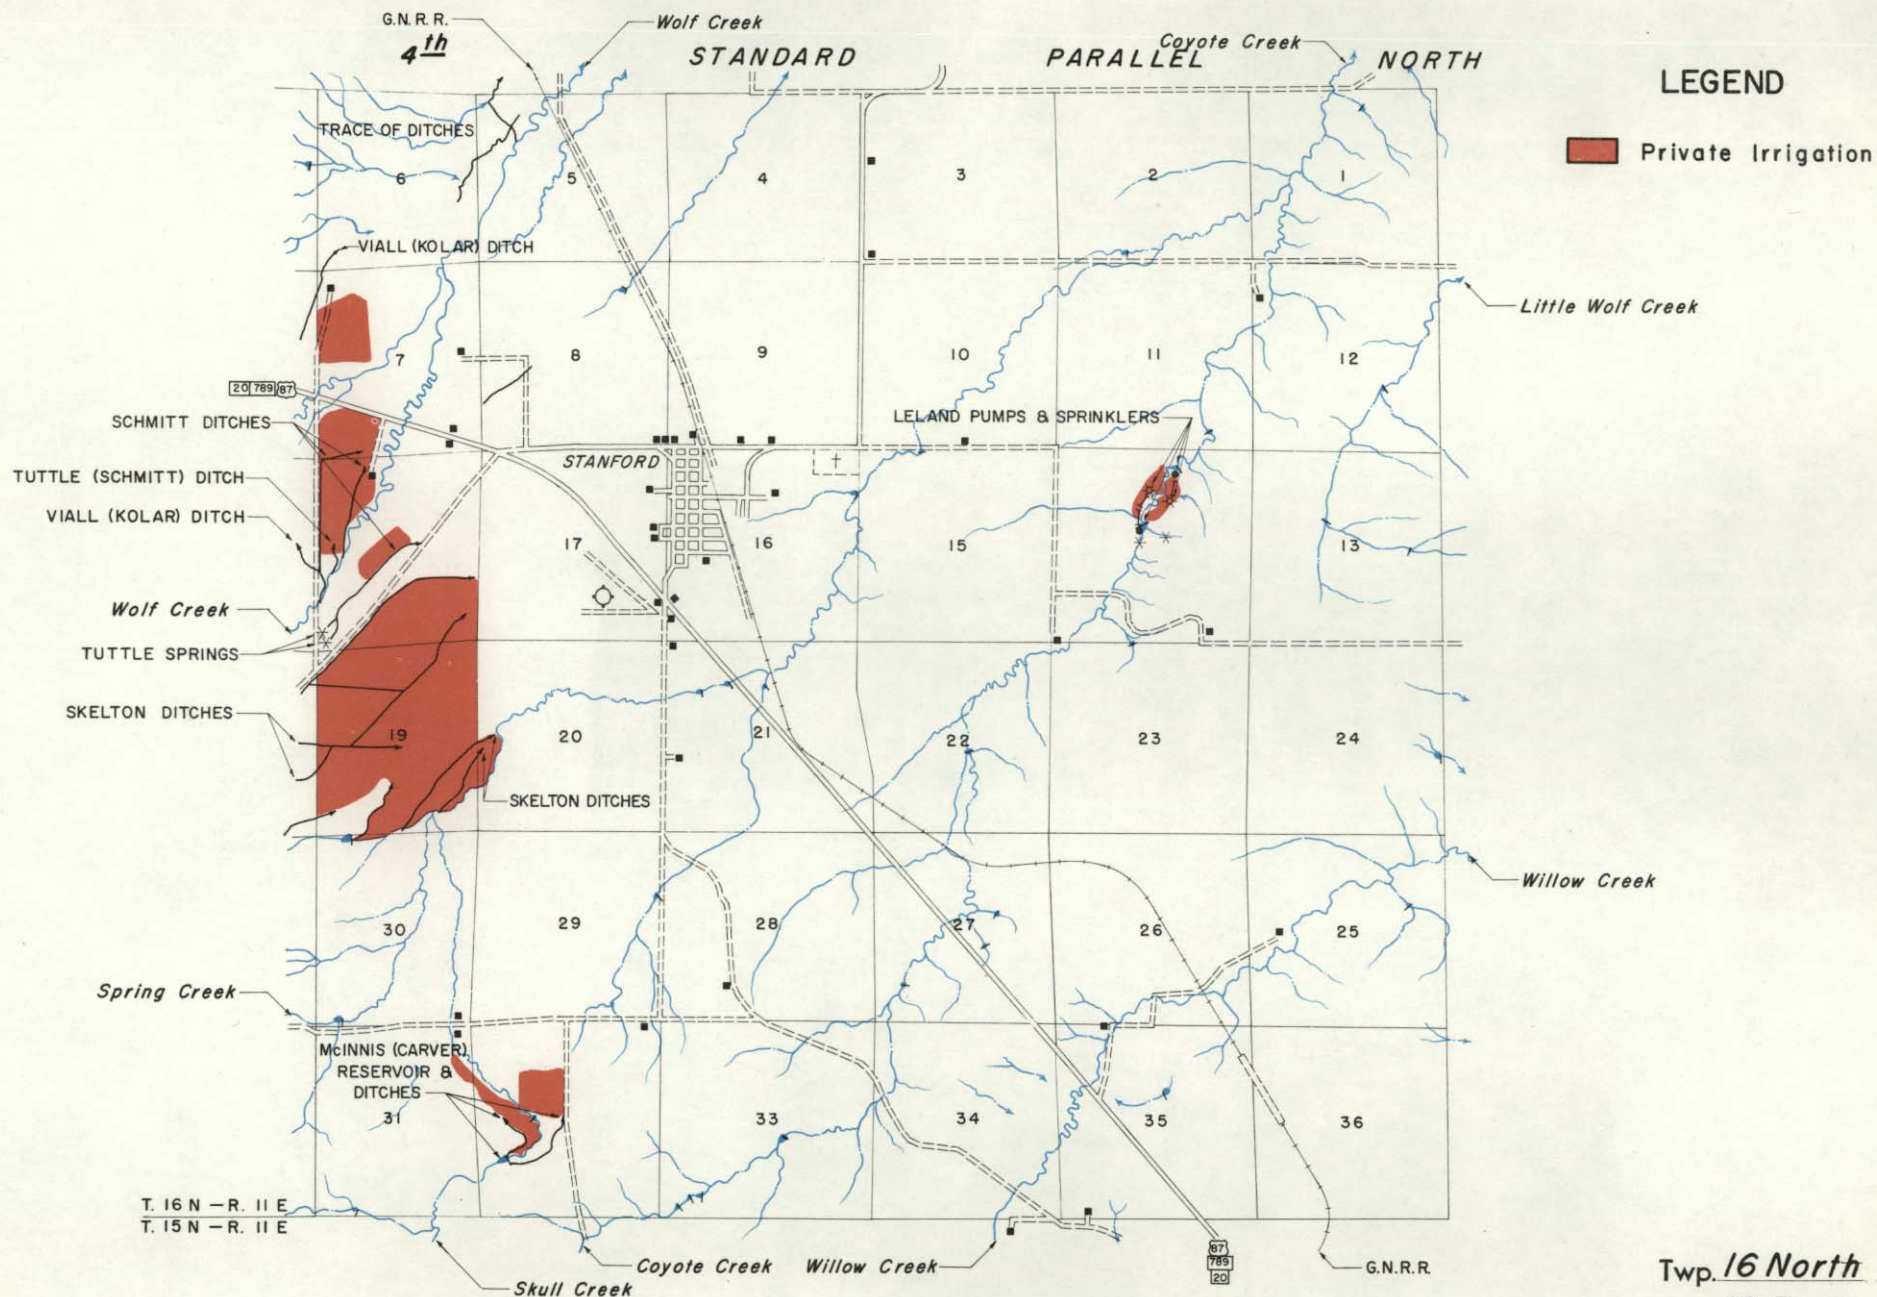 G.N.R.R.
Wolf Creek
4th STANDARD PARALLEL NORTH
Coyote Creek
LEGEND
Private Irrigation
TRACE OF DITCHES
6 5 4 3 2 1
VIALL (KOLAR) DITCH
Little Wolf Creek
7 8 9 10 11 12
20 789 87
SCHMITT DITCHES
LELAND PUMPS & SPRINKLERS
STANFORD
TUTTLE (SCHMITT) DITCH
VIALL (KOLAR) DITCH
17 16 15 13
Wolf Creek
TUTTLE SPRINGS
SKELTON DITCHES
19 20 21 22 23 24
SKELTON DITCHES
Willow Creek
30 29 28 27 26 25
Spring Creek
McINNIS (CARVER)
RESERVOIR &
DITCHES
31 33 34 35 36
T. 16 N – R. 11 E
T. 15 N – R. 11 E
87
789
20
Coyote Creek
Willow Creek
G.N.R.R.
Skull Creek
Twp. 16 North